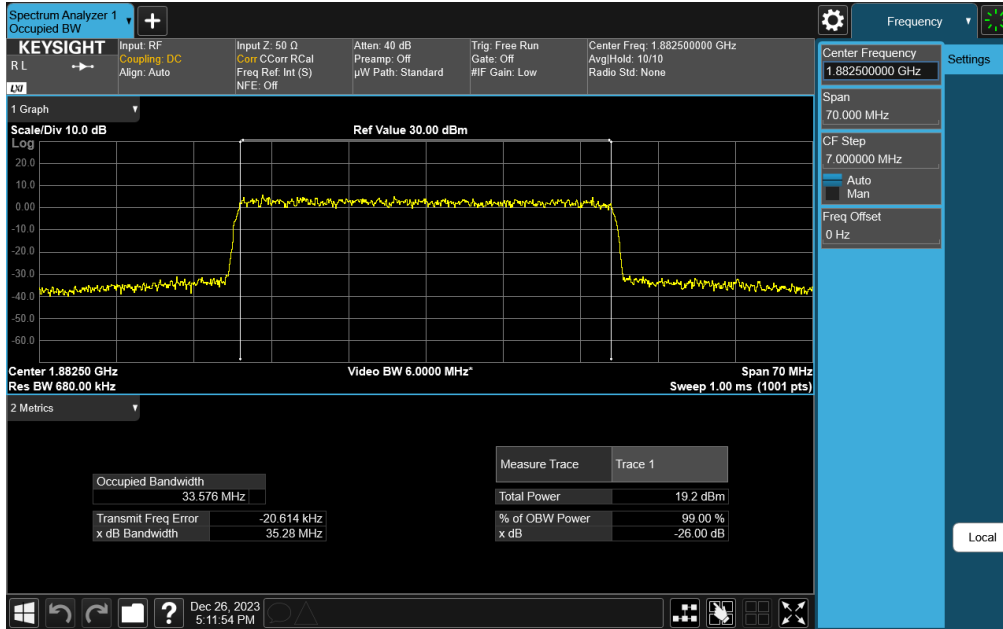 Spectrum Analyzer 1
Occupied BW
Frequency
KEYSIGHT
R L
LXI
Input: RF
Coupling: DC
Align: Auto
Input Z: 50 Ω
Corr CCorr RCal
Freq Ref: Int (S)
NFE: Off
Atten: 40 dB
Preamp: Off
µW Path: Standard
Trig: Free Run
Gate: Off
#IF Gain: Low
Center Freq: 1.882500000 GHz
Avg|Hold: 10/10
Radio Std: None
Center Frequency
1.882500000 GHz
Settings
Span
70.000 MHz
CF Step
7.000000 MHz
Auto
Man
Freq Offset
0 Hz
Local
1 Graph
Scale/Div 10.0 dB
Ref Value 30.00 dBm
Log
20.0
10.0
0.00
-10.0
-20.0
-30.0
-40.0
-50.0
-60.0
Center 1.88250 GHz
Video BW 6.0000 MHz*
Span 70 MHz
Res BW 680.00 kHz
Sweep 1.00 ms (1001 pts)
2 Metrics
Measure Trace
Trace 1
Occupied Bandwidth
33.576 MHz
Total Power
19.2 dBm
Transmit Freq Error
-20.614 kHz
% of OBW Power
99.00 %
x dB Bandwidth
35.28 MHz
x dB
-26.00 dB
?
Dec 26, 2023
5:11:54 PM